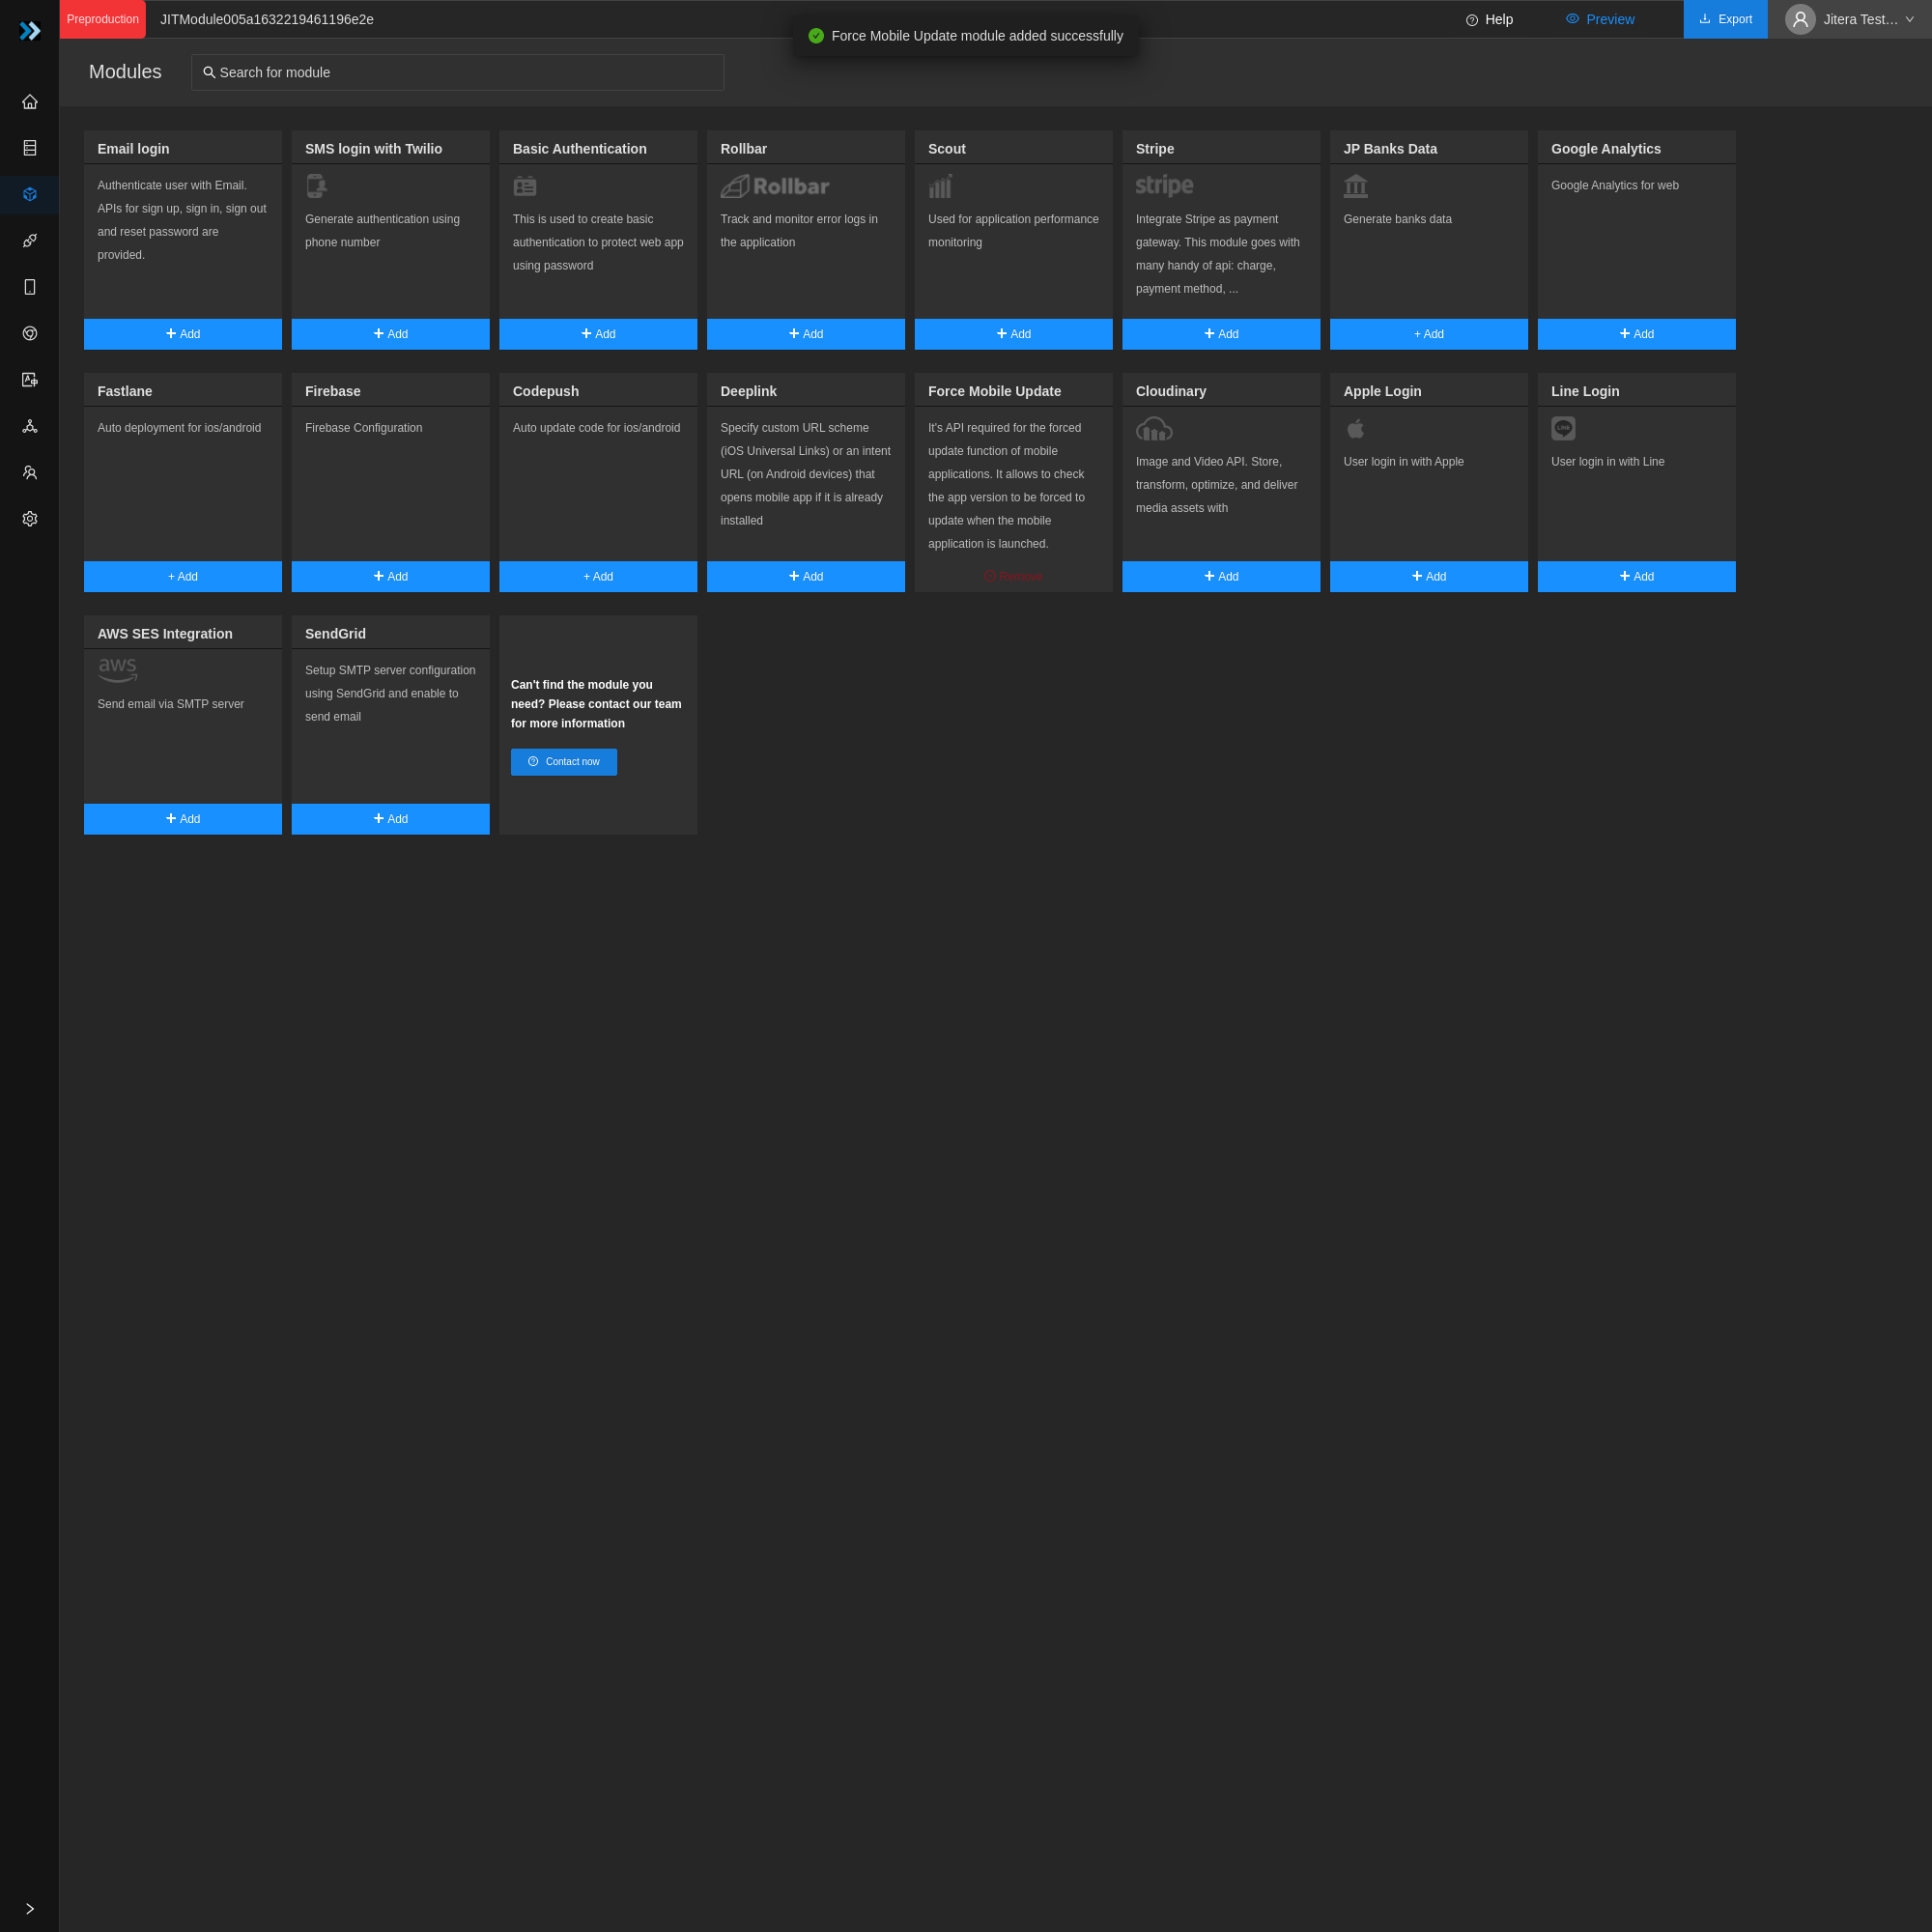 Preproduction
JITModule005a1632219461196e2e
Force Mobile Update module added successfully
Help
Preview
Export
Jitera Test…
Modules
Search for module
Email login
Authenticate user with Email.
APIs for sign up, sign in, sign out
and reset password are
provided.
Add
SMS login with Twilio
Generate authentication using
phone number
Add
Basic Authentication
This is used to create basic
authentication to protect web app
using password
Add
Rollbar
Rollbar
Track and monitor error logs in
the application
Add
Scout
Used for application performance
monitoring
Add
Stripe
stripe
Integrate Stripe as payment
gateway. This module goes with
many handy of api: charge,
payment method, ...
Add
JP Banks Data
Generate banks data
+ Add
Google Analytics
Google Analytics for web
Add
Fastlane
Auto deployment for ios/android
+ Add
Firebase
Firebase Configuration
Add
Codepush
Auto update code for ios/android
+ Add
Deeplink
Specify custom URL scheme
(iOS Universal Links) or an intent
URL (on Android devices) that
opens mobile app if it is already
installed
Add
Force Mobile Update
It's API required for the forced
update function of mobile
applications. It allows to check
the app version to be forced to
update when the mobile
application is launched.
Remove
Cloudinary
Image and Video API. Store,
transform, optimize, and deliver
media assets with
Add
Apple Login
User login in with Apple
Add
Line Login
LINE
User login in with Line
Add
AWS SES Integration
aws
Send email via SMTP server
Add
SendGrid
Setup SMTP server configuration
using SendGrid and enable to
send email
Add
Can't find the module you
need? Please contact our team
for more information
Contact now